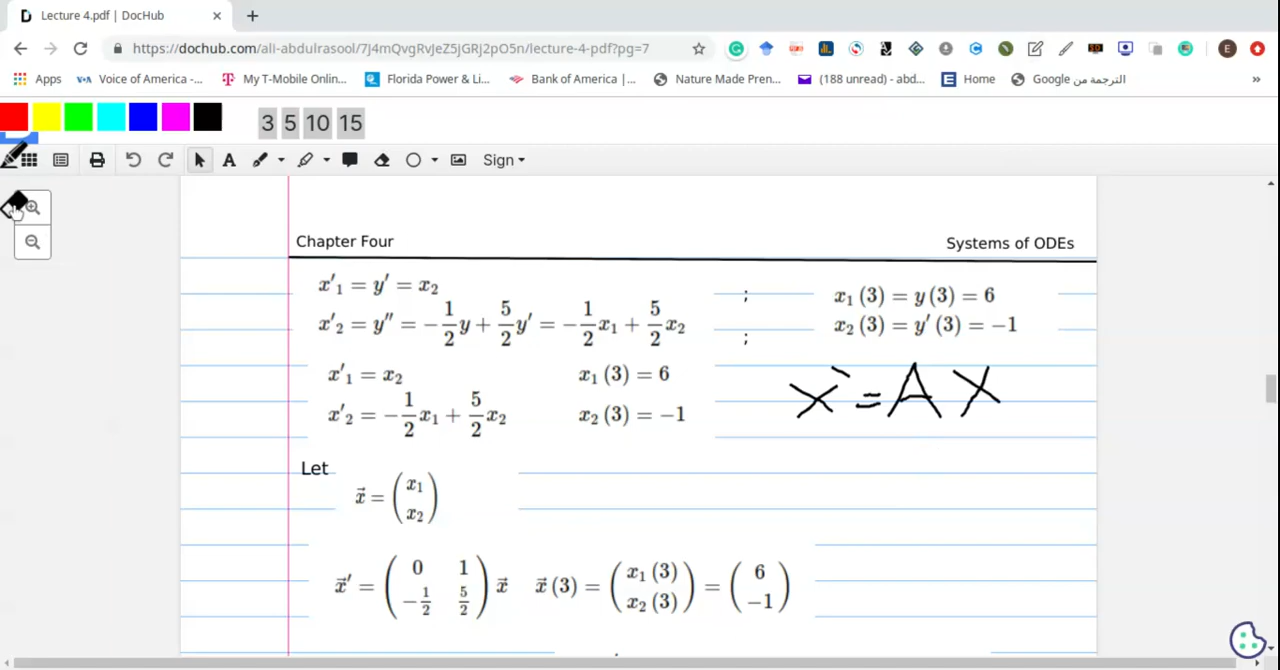 Lecture 4.pdf | DocHub
https://dochub.com/ali-abdulrasool/7J4mQvgRvJeZ5JGRJ2pO5n/lecture-4-pdf?pg=7
E
Apps Voice of America -... My T-Mobile Onlin... Florida Power & Li... Bank of America |... Nature Made Pren... (188 unread) - abd... Home الترجمة من Google »
3 5 10 15
A Sign
Chapter Four Systems of ODEs
x′₁ = y′ = x₂ ; x₁ (3) = y (3) = 6
x′₂ = y″ = −1/2 y + 5/2 y′ = −1/2 x₁ + 5/2 x₂ ; x₂ (3) = y′ (3) = −1
x′₁ = x₂ x₁ (3) = 6
x′₂ = −1/2 x₁ + 5/2 x₂ x₂ (3) = −1
X` = A X
Let
x⃗ = (x₁ x₂)
x⃗′ = (0 1 −1/2 5/2) x⃗ x⃗ (3) = (x₁ (3) x₂ (3)) = (6 −1)